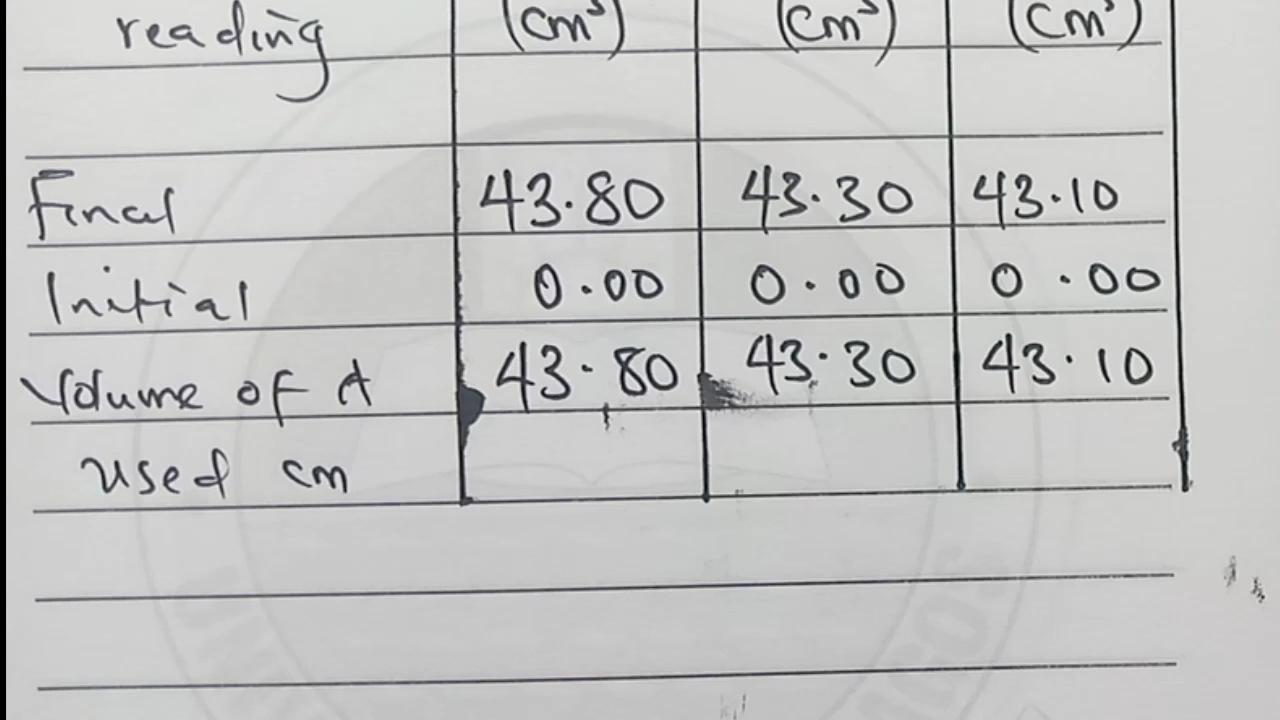 reading (cm³) (cm³) (cm³)
Final 43.80 43.30 43.10
Initial 0.00 0.00 0.00
Volume of A 43.80 43.30 43.10
used cm